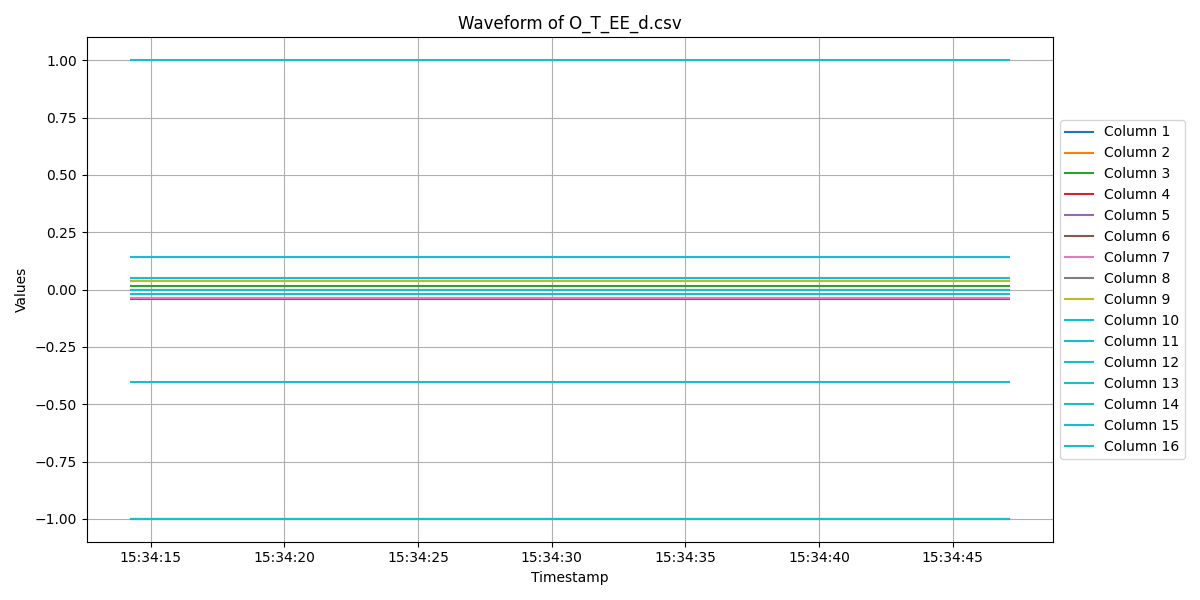 Waveform of O_T_EE_d.csv
1.00
0.75
0.50
0.25
0.00
−0.25
−0.50
−0.75
−1.00
Values
15:34:15 15:34:20 15:34:25 15:34:30 15:34:35 15:34:40 15:34:45
Timestamp
Column 1
Column 2
Column 3
Column 4
Column 5
Column 6
Column 7
Column 8
Column 9
Column 10
Column 11
Column 12
Column 13
Column 14
Column 15
Column 16